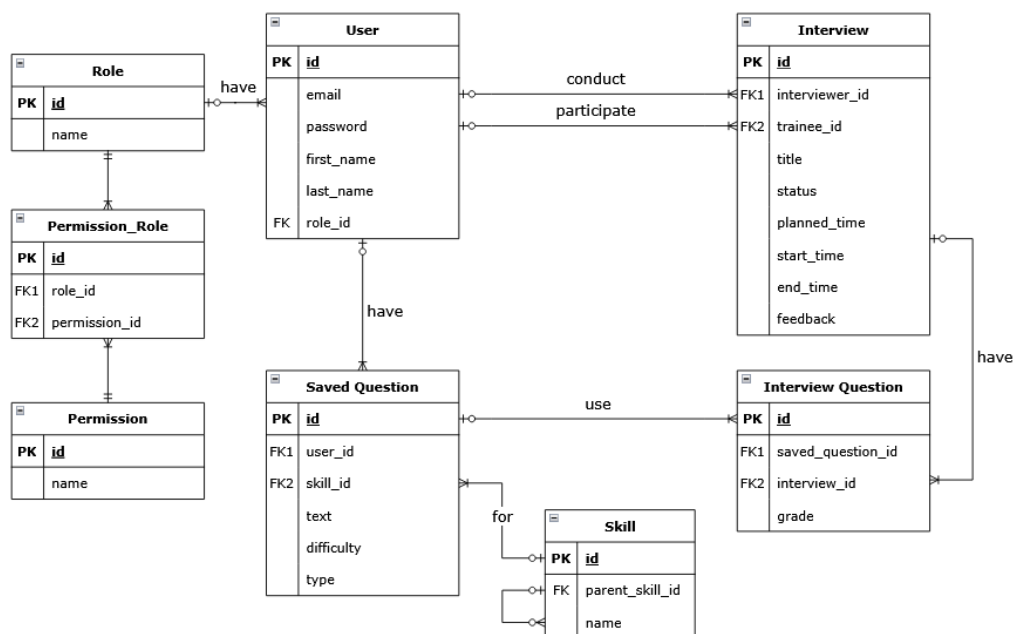 Role
PK id
name
have
Permission_Role
PK id
FK1 role_id
FK2 permission_id
Permission
PK id
name
User
PK id
email
password
first_name
last_name
FK role_id
conduct
participate
Interview
PK id
FK1 interviewer_id
FK2 trainee_id
title
status
planned_time
start_time
end_time
feedback
have
have
Saved Question
PK id
FK1 user_id
FK2 skill_id
text
difficulty
type
use
Interview Question
PK id
FK1 saved_question_id
FK2 interview_id
grade
for
Skill
PK id
FK parent_skill_id
name